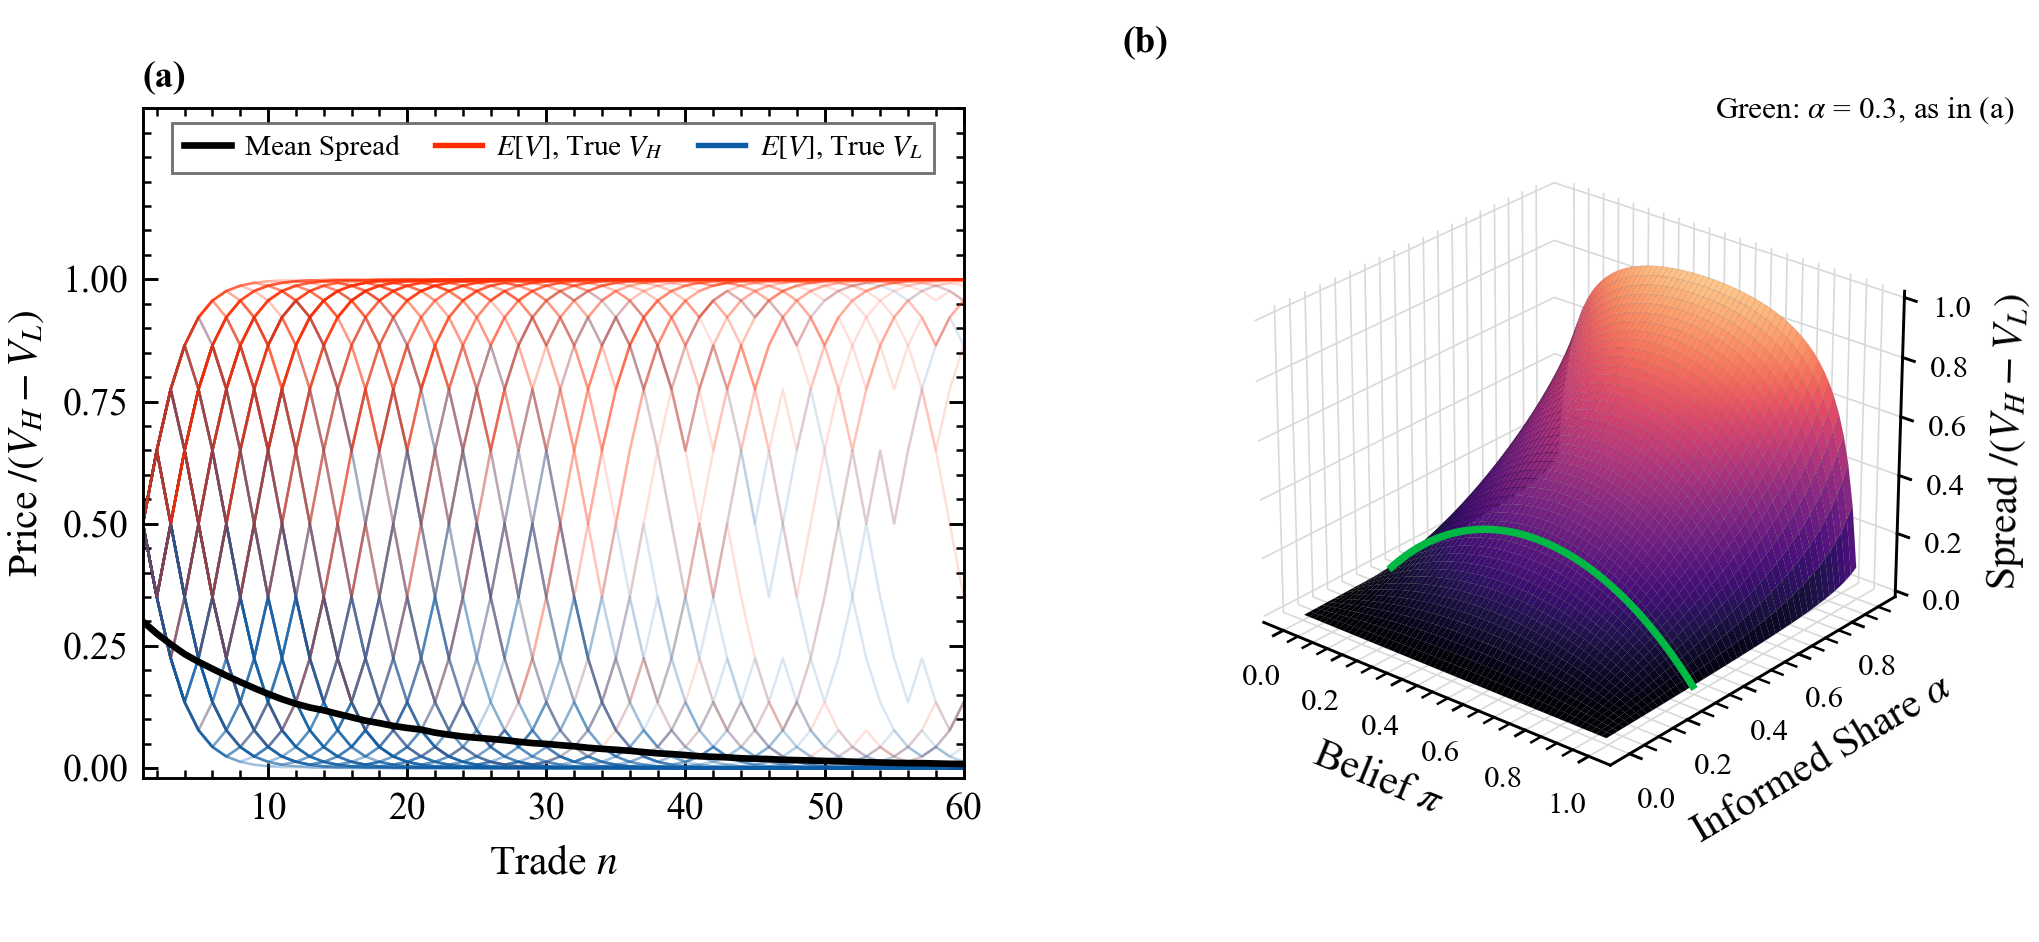 (a)
Mean Spread
E[V], True V_H
E[V], True V_L
Price /(V_H − V_L)
1.00
0.75
0.50
0.25
0.00
10 20 30 40 50 60
Trade n
(b)
Green: α = 0.3, as in (a)
Spread /(V_H − V_L)
1.0
0.8
0.6
0.4
0.2
0.0
0.0 0.2 0.4 0.6 0.8 1.0
Belief π
0.0 0.2 0.4 0.6 0.8
Informed Share α